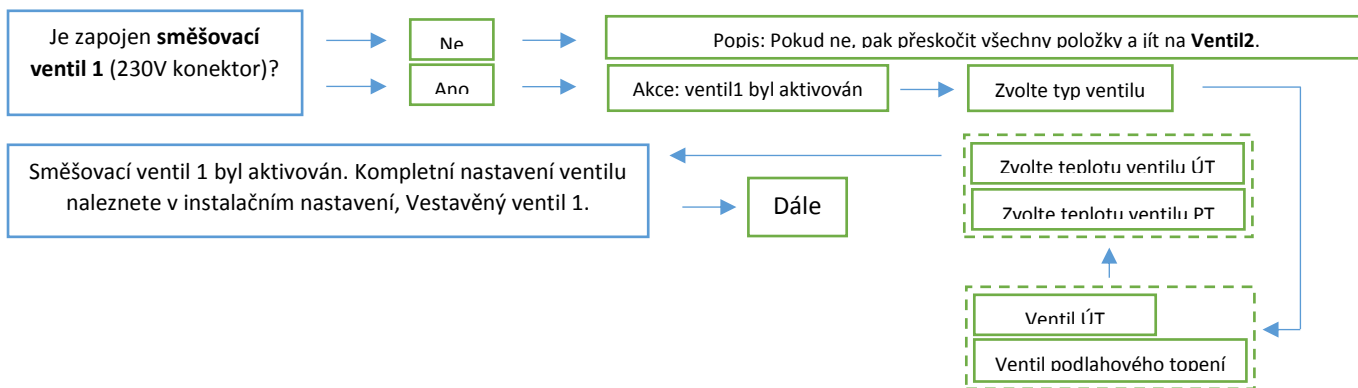 Je zapojen směšovací
ventil 1 (230V konektor)?
Ne
Popis: Pokud ne, pak přeskočit všechny položky a jít na Ventil2.
Ano
Akce: ventil1 byl aktivován
Zvolte typ ventilu
Směšovací ventil 1 byl aktivován. Kompletní nastavení ventilu
naleznete v instalačním nastavení, Vestavěný ventil 1.
Dále
Zvolte teplotu ventilu ÚT
Zvolte teplotu ventilu PT
Ventil ÚT
Ventil podlahového topení